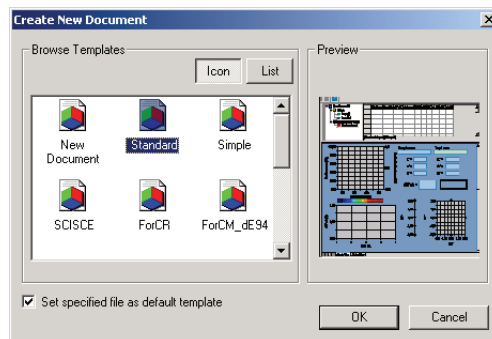 Create New Document
Browse Templates
Icon
List
New Document
Standard
Simple
SCISCE
ForCR
ForCM_dE94
Preview
Set specified file as default template
OK
Cancel